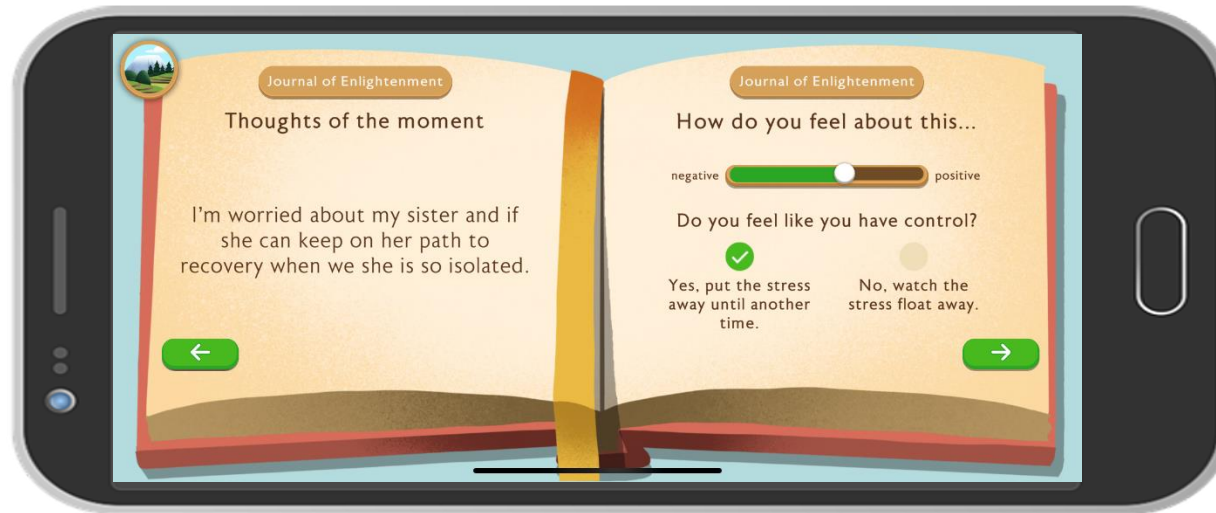 Journal of Enlightenment
Thoughts of the moment
I'm worried about my sister and if
she can keep on her path to
recovery when we she is so isolated.
Journal of Enlightenment
How do you feel about this...
negative
positive
Do you feel like you have control?
Yes, put the stress
away until another
time.
No, watch the
stress float away.